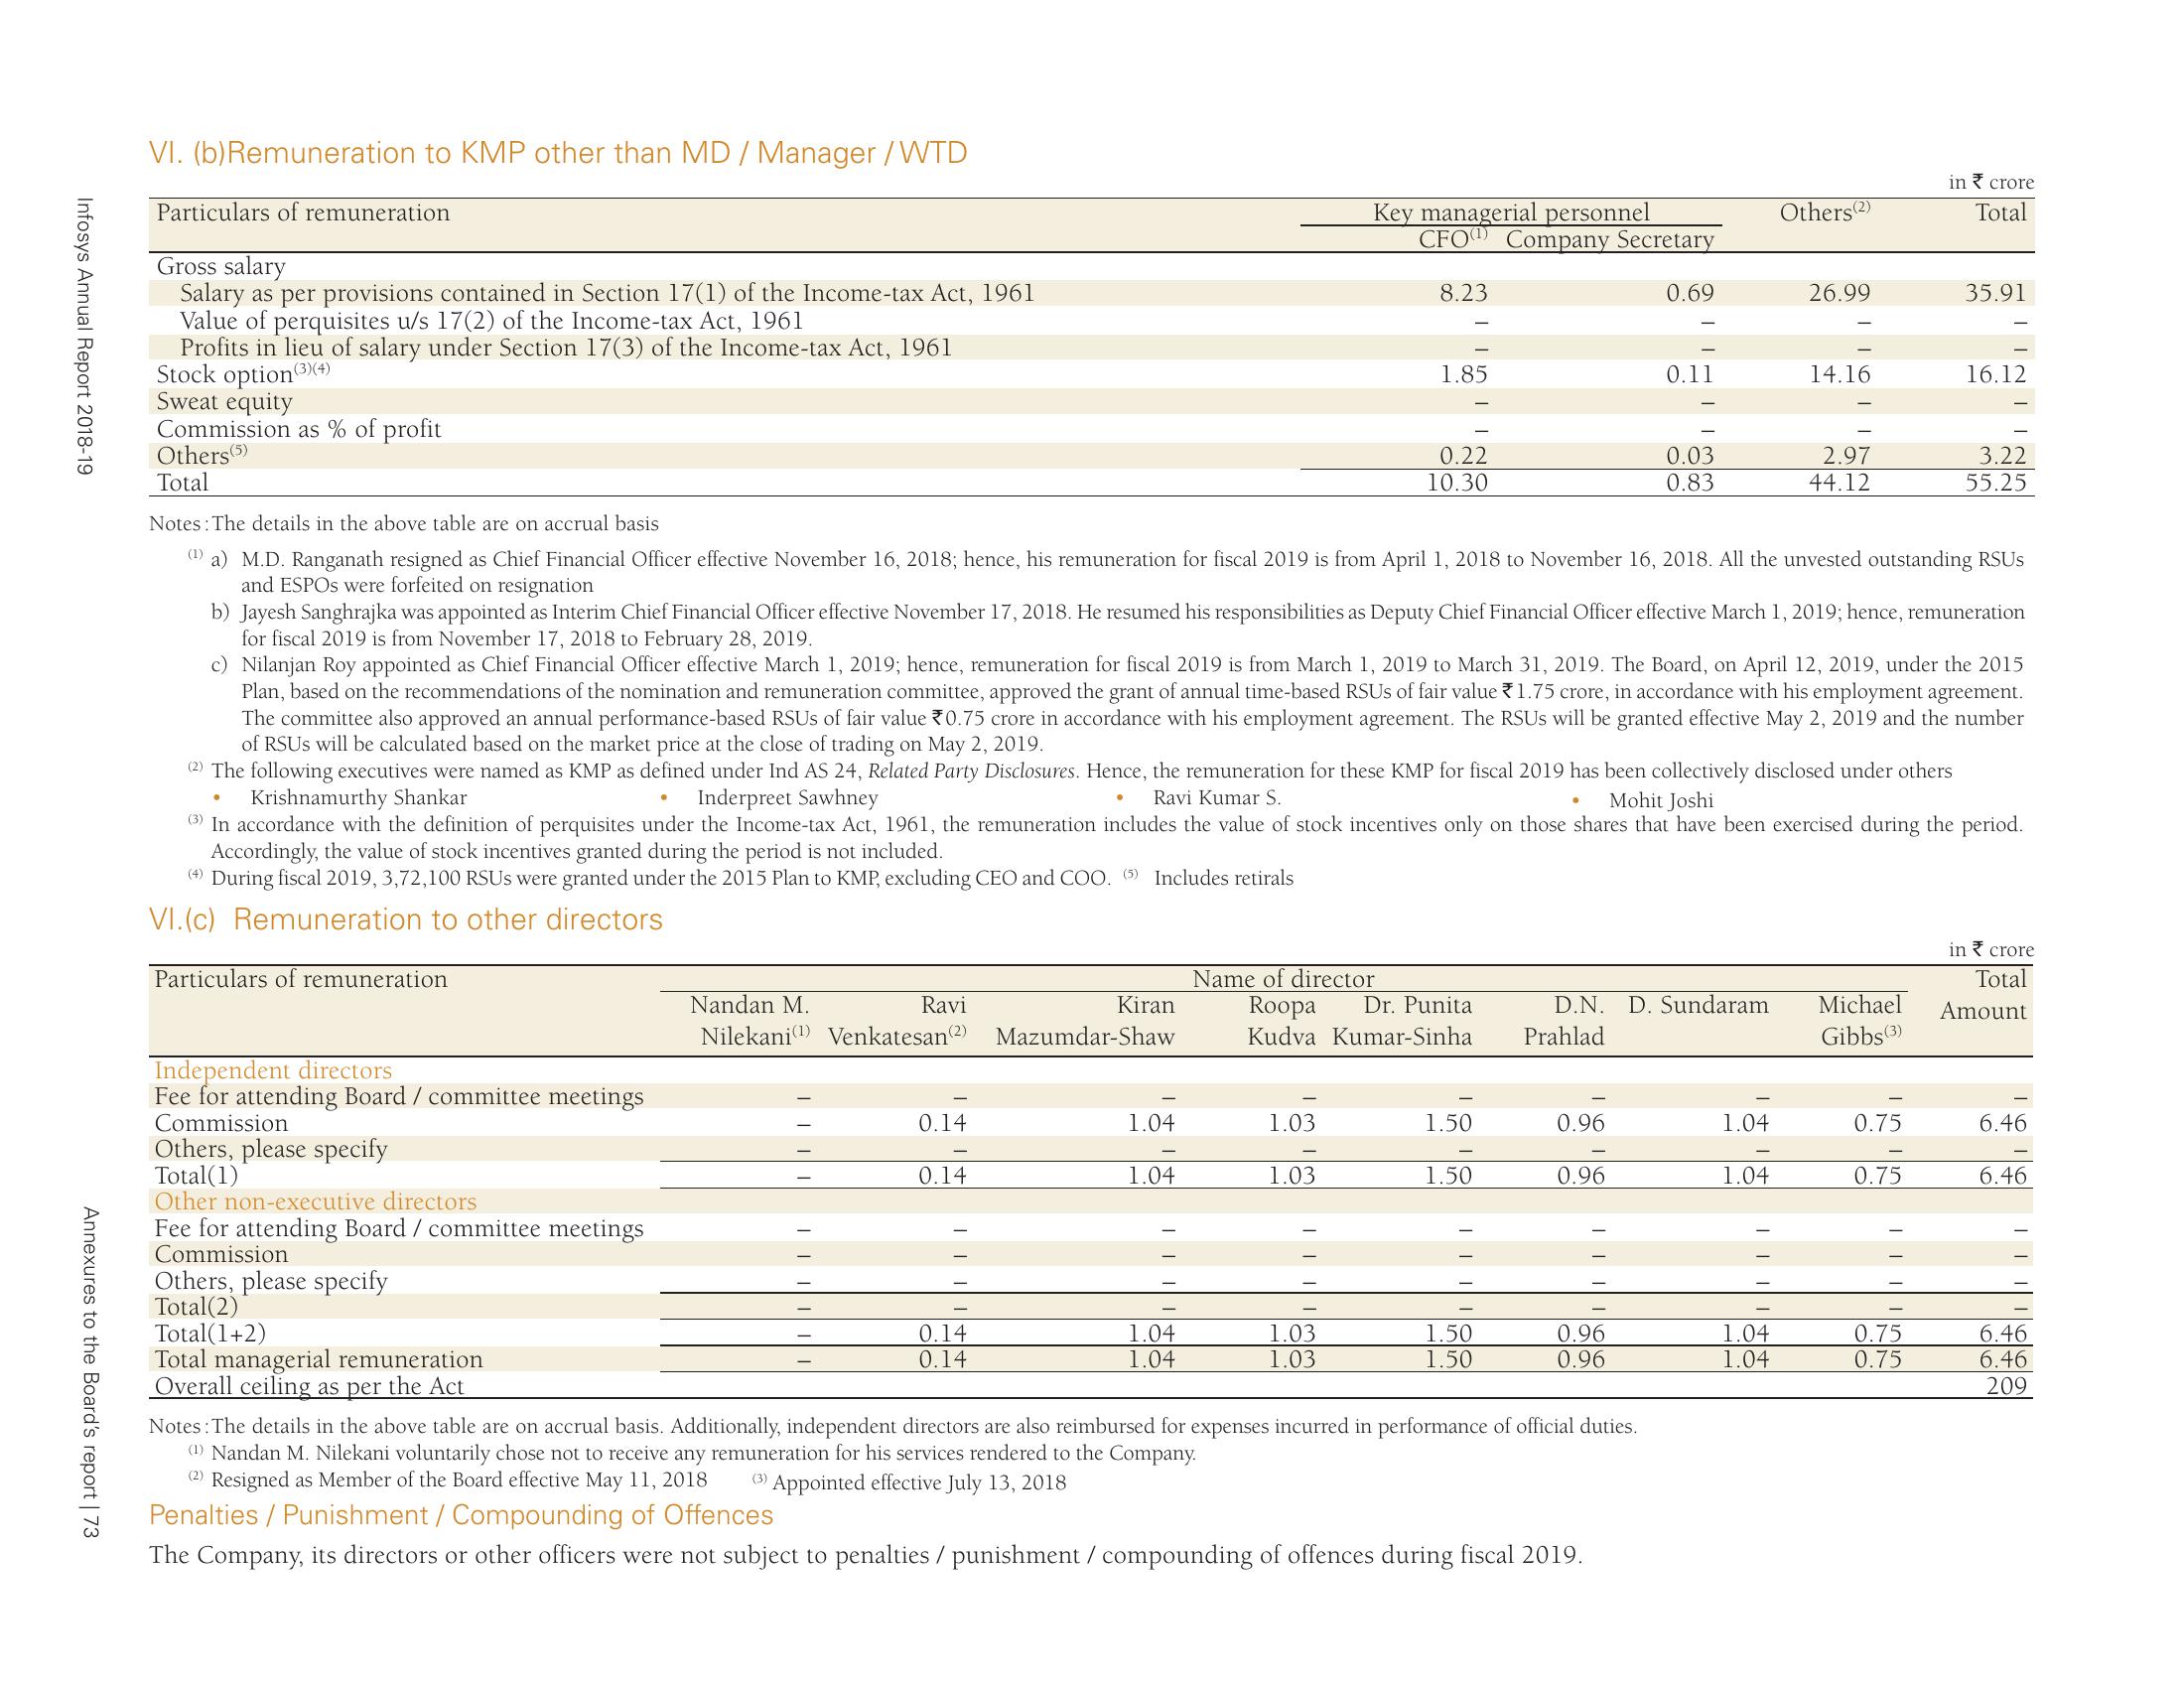 VI. (b)Remuneration to KMP other than MD / Manager / WTD
in ₹ crore
Particulars of remuneration Key managerial personnel Others(2) Total
CFO(1) Company Secretary
Gross salary
Salary as per provisions contained in Section 17(1) of the Income-tax Act, 1961 8.23 0.69 26.99 35.91
Value of perquisites u/s 17(2) of the Income-tax Act, 1961 – – – –
Profits in lieu of salary under Section 17(3) of the Income-tax Act, 1961 – – – –
Stock option(3)(4) 1.85 0.11 14.16 16.12
Sweat equity – – – –
Commission as % of profit – – – –
Others(5) 0.22 0.03 2.97 3.22
Total 10.30 0.83 44.12 55.25
Notes : The details in the above table are on accrual basis
(1) a) M.D. Ranganath resigned as Chief Financial Officer effective November 16, 2018; hence, his remuneration for fiscal 2019 is from April 1, 2018 to November 16, 2018. All the unvested outstanding RSUs
and ESPOs were forfeited on resignation
b) Jayesh Sanghrajka was appointed as Interim Chief Financial Officer effective November 17, 2018. He resumed his responsibilities as Deputy Chief Financial Officer effective March 1, 2019; hence, remuneration
for fiscal 2019 is from November 17, 2018 to February 28, 2019.
c) Nilanjan Roy appointed as Chief Financial Officer effective March 1, 2019; hence, remuneration for fiscal 2019 is from March 1, 2019 to March 31, 2019. The Board, on April 12, 2019, under the 2015
Plan, based on the recommendations of the nomination and remuneration committee, approved the grant of annual time-based RSUs of fair value ₹ 1.75 crore, in accordance with his employment agreement.
The committee also approved an annual performance-based RSUs of fair value ₹ 0.75 crore in accordance with his employment agreement. The RSUs will be granted effective May 2, 2019 and the number
of RSUs will be calculated based on the market price at the close of trading on May 2, 2019.
(2) The following executives were named as KMP as defined under Ind AS 24, Related Party Disclosures. Hence, the remuneration for these KMP for fiscal 2019 has been collectively disclosed under others
• Krishnamurthy Shankar • Inderpreet Sawhney • Ravi Kumar S. • Mohit Joshi
(3) In accordance with the definition of perquisites under the Income-tax Act, 1961, the remuneration includes the value of stock incentives only on those shares that have been exercised during the period.
Accordingly, the value of stock incentives granted during the period is not included.
(4) During fiscal 2019, 3,72,100 RSUs were granted under the 2015 Plan to KMP, excluding CEO and COO. (5) Includes retirals
VI.(c) Remuneration to other directors
in ₹ crore
Particulars of remuneration Name of director Total
Nandan M. Ravi Kiran Roopa Dr. Punita D.N. D. Sundaram Michael Amount
Nilekani(1) Venkatesan(2) Mazumdar-Shaw Kudva Kumar-Sinha Prahlad Gibbs(3)
Independent directors
Fee for attending Board / committee meetings – – – – – – – – –
Commission – 0.14 1.04 1.03 1.50 0.96 1.04 0.75 6.46
Others, please specify – – – – – – – – –
Total(1) – 0.14 1.04 1.03 1.50 0.96 1.04 0.75 6.46
Other non-executive directors
Fee for attending Board / committee meetings – – – – – – – – –
Commission – – – – – – – – –
Others, please specify – – – – – – – – –
Total(2) – – – – – – – – –
Total(1+2) – 0.14 1.04 1.03 1.50 0.96 1.04 0.75 6.46
Total managerial remuneration – 0.14 1.04 1.03 1.50 0.96 1.04 0.75 6.46
Overall ceiling as per the Act 209
Notes : The details in the above table are on accrual basis. Additionally, independent directors are also reimbursed for expenses incurred in performance of official duties.
(1) Nandan M. Nilekani voluntarily chose not to receive any remuneration for his services rendered to the Company.
(2) Resigned as Member of the Board effective May 11, 2018 (3) Appointed effective July 13, 2018
Penalties / Punishment / Compounding of Offences
The Company, its directors or other officers were not subject to penalties / punishment / compounding of offences during fiscal 2019.
Infosys Annual Report 2018-19
Annexures to the Board's report | 73